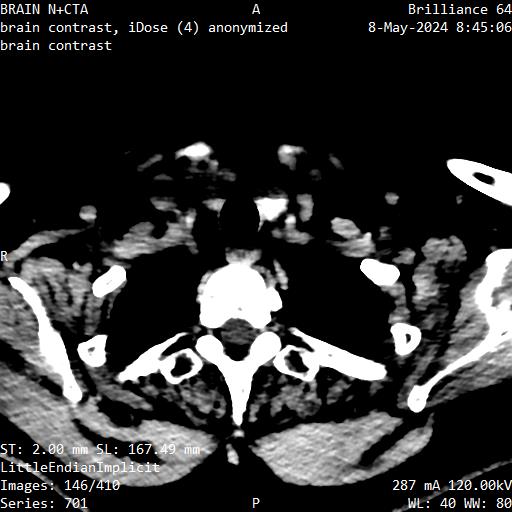 BRAIN N+CTA
A
Brilliance 64
brain contrast, iDose (4) anonymized
8-May-2024 8:45:06
brain contrast
R
ST: 2.00 mm SL: 167.49 mm
LittleEndianImplicit
Images: 146/410
287 mA 120.00kV
Series: 701
P
WL: 40 WW: 80